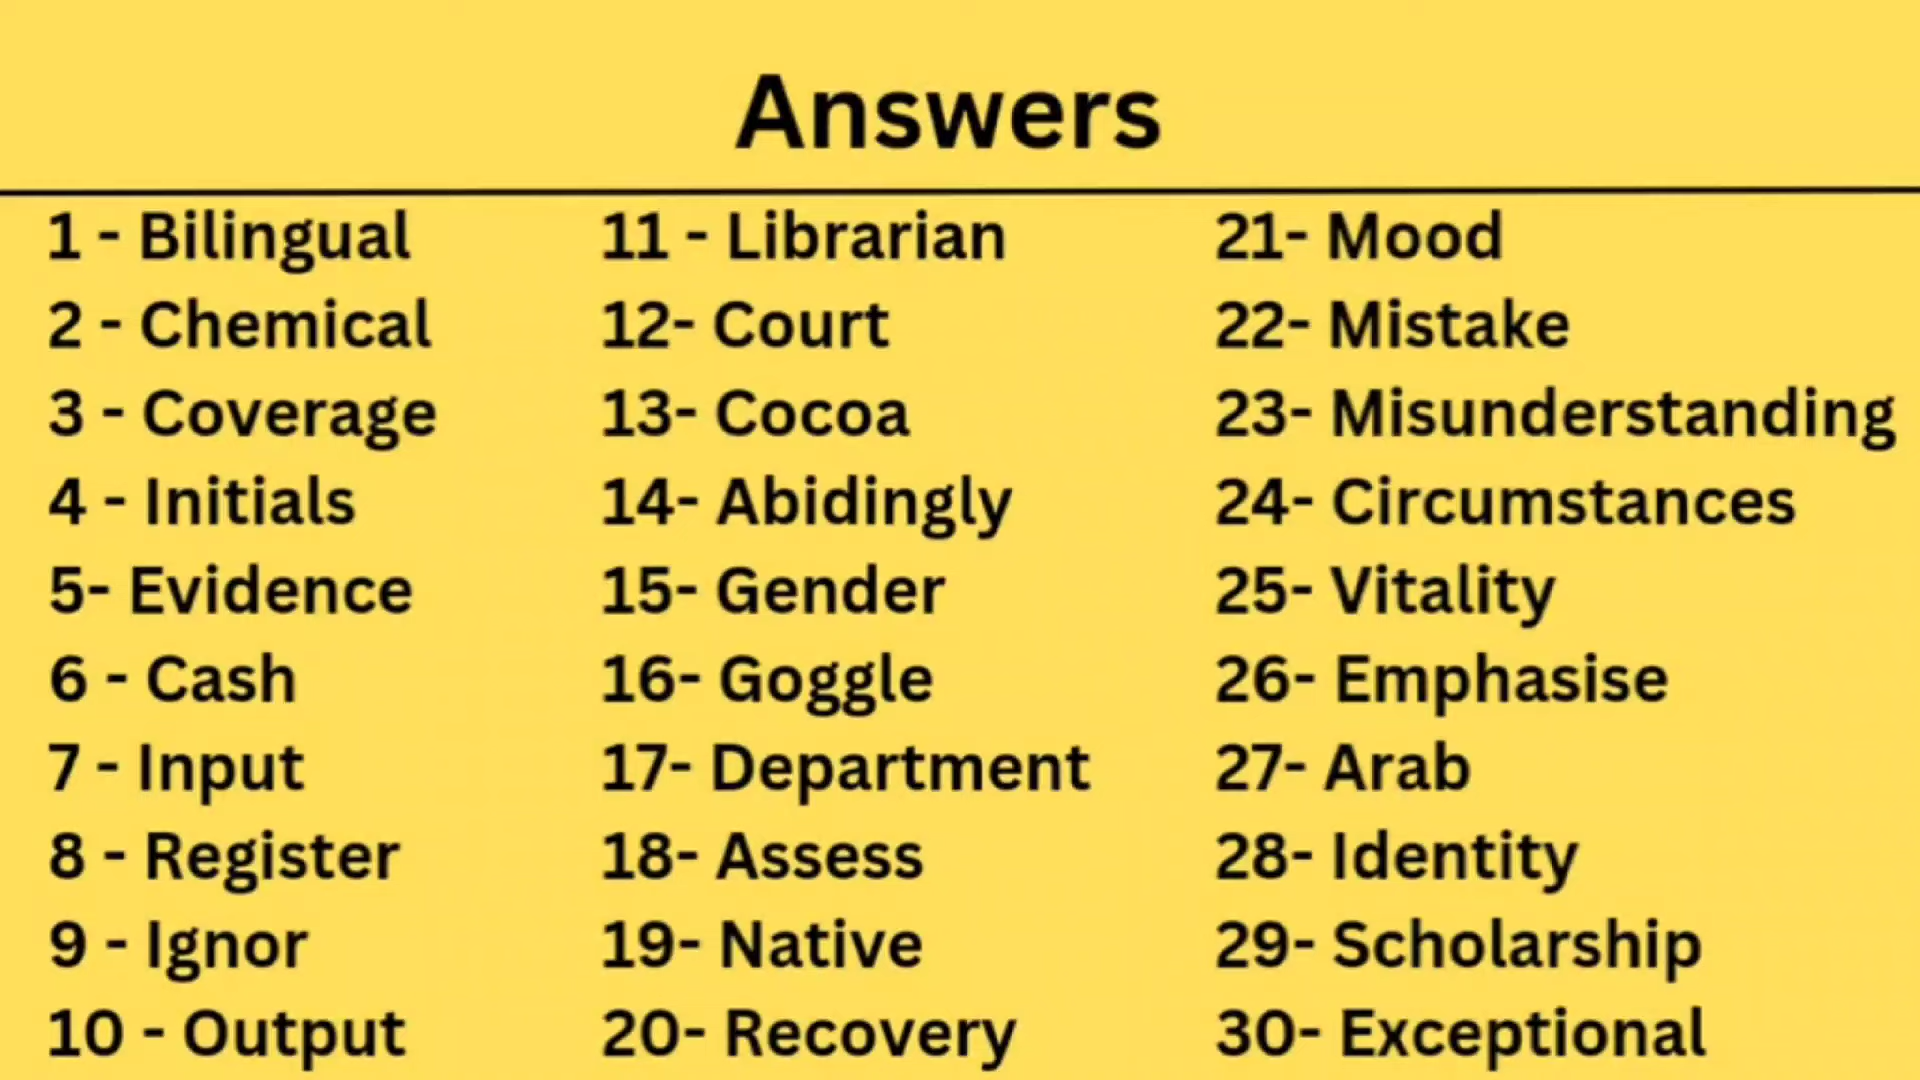 Answers
1 - Bilingual
2 - Chemical
3 - Coverage
4 - Initials
5- Evidence
6 - Cash
7 - Input
8 - Register
9 - Ignor
10 - Output
11 - Librarian
12- Court
13- Cocoa
14- Abidingly
15- Gender
16- Goggle
17- Department
18- Assess
19- Native
20- Recovery
21- Mood
22- Mistake
23- Misunderstanding
24- Circumstances
25- Vitality
26- Emphasise
27- Arab
28- Identity
29- Scholarship
30- Exceptional